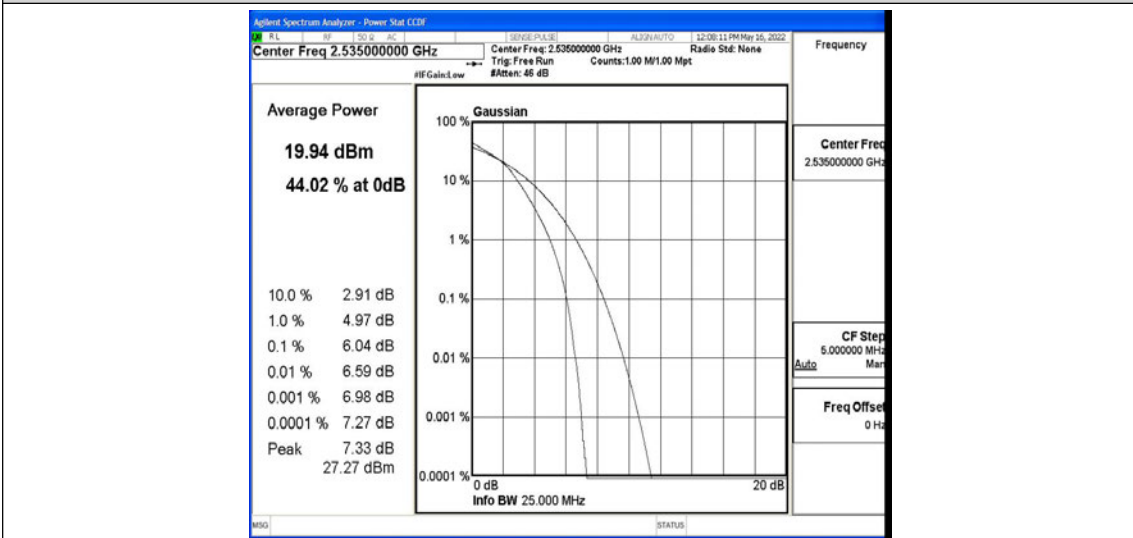 Agilent Spectrum Analyzer - Power Stat CCDF
RL RF 50 Ω AC SENSE:PULSE ALIGNAUTO 12:08:11 PM May 16, 2022
Center Freq 2.535000000 GHz
Center Freq: 2.535000000 GHz Radio Std: None
Trig: Free Run Counts:1.00 M/1.00 Mpt
#IFGain:Low #Atten: 46 dB
Frequency
Average Power
19.94 dBm
44.02 % at 0dB
10.0 % 2.91 dB
1.0 % 4.97 dB
0.1 % 6.04 dB
0.01 % 6.59 dB
0.001 % 6.98 dB
0.0001 % 7.27 dB
Peak 7.33 dB
27.27 dBm
Gaussian
100 %
10 %
1 %
0.1 %
0.01 %
0.001 %
0.0001 %
0 dB 20 dB
Info BW 25.000 MHz
Center Freq
2.535000000 GHz
CF Step
5.000000 MHz
Auto Man
Freq Offset
0 Hz
MSG STATUS